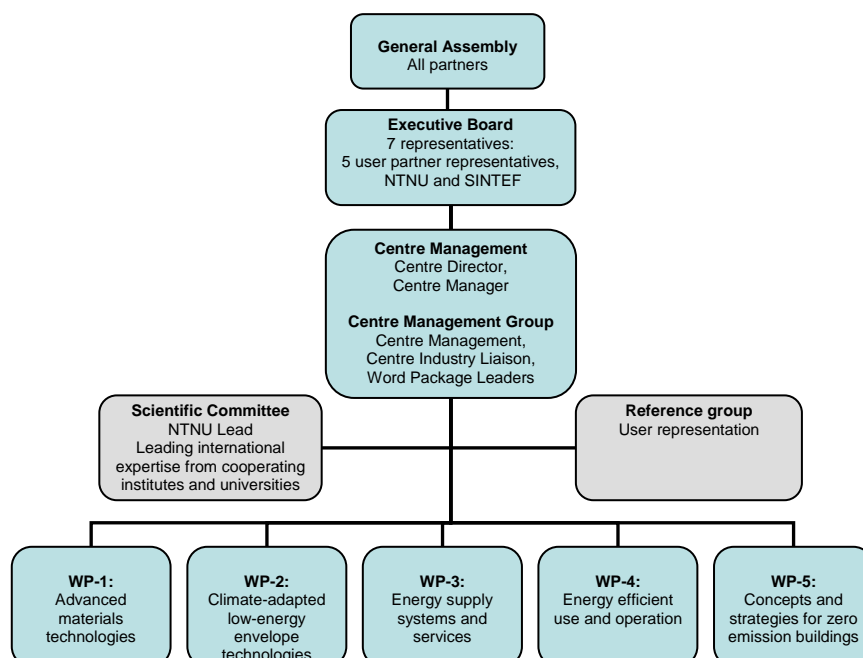 General Assembly
All partners
Executive Board
7 representatives:
5 user partner representatives,
NTNU and SINTEF
Centre Management
Centre Director,
Centre Manager
Centre Management Group
Centre Management,
Centre Industry Liaison,
Word Package Leaders
Scientific Committee
NTNU Lead
Leading international
expertise from cooperating
institutes and universities
Reference group
User representation
WP-1:
Advanced
materials
technologies
WP-2:
Climate-adapted
low-energy
envelope
technologies
WP-3:
Energy supply
systems and
services
WP-4:
Energy efficient
use and operation
WP-5:
Concepts and
strategies for zero
emission buildings